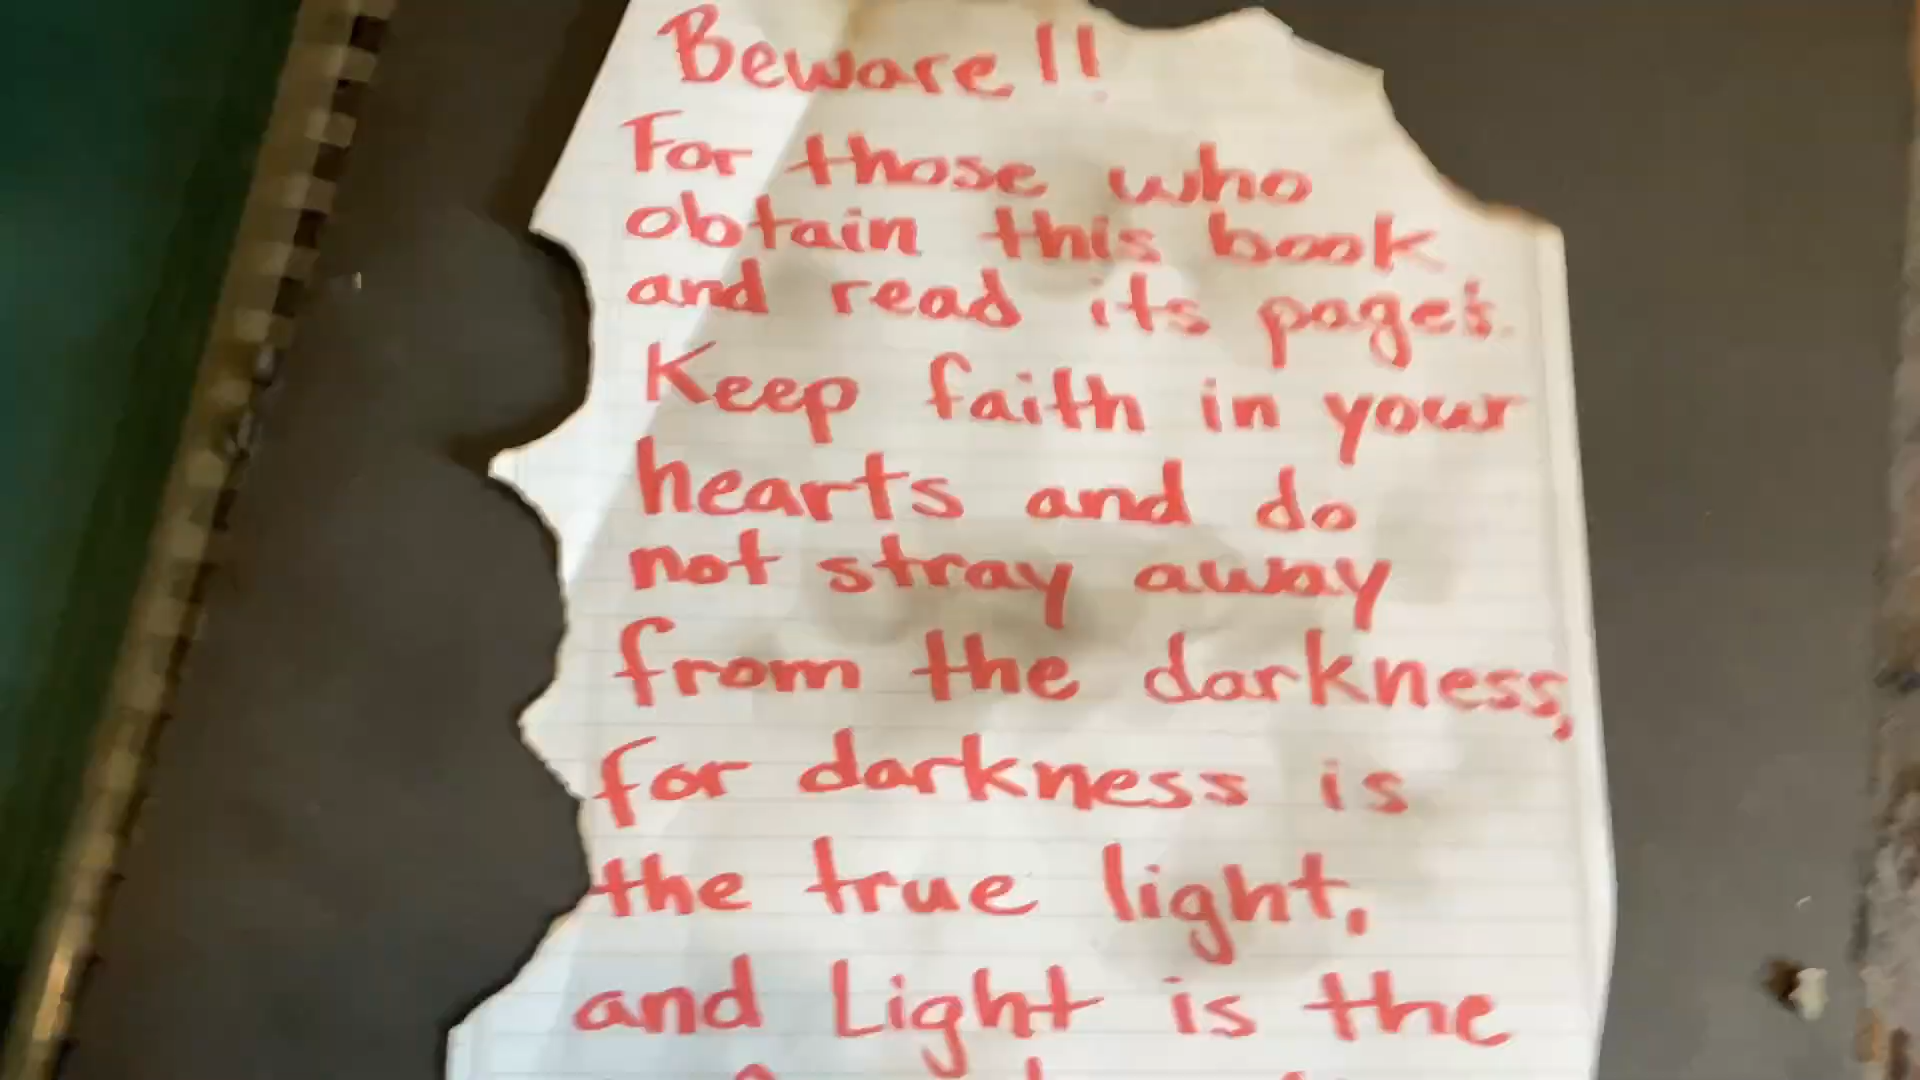 Beware!!
For those who
obtain this book
and read its page's.
Keep faith in your
hearts and do
not stray away
from the darkness,
for darkness is
the true light,
and Light is the